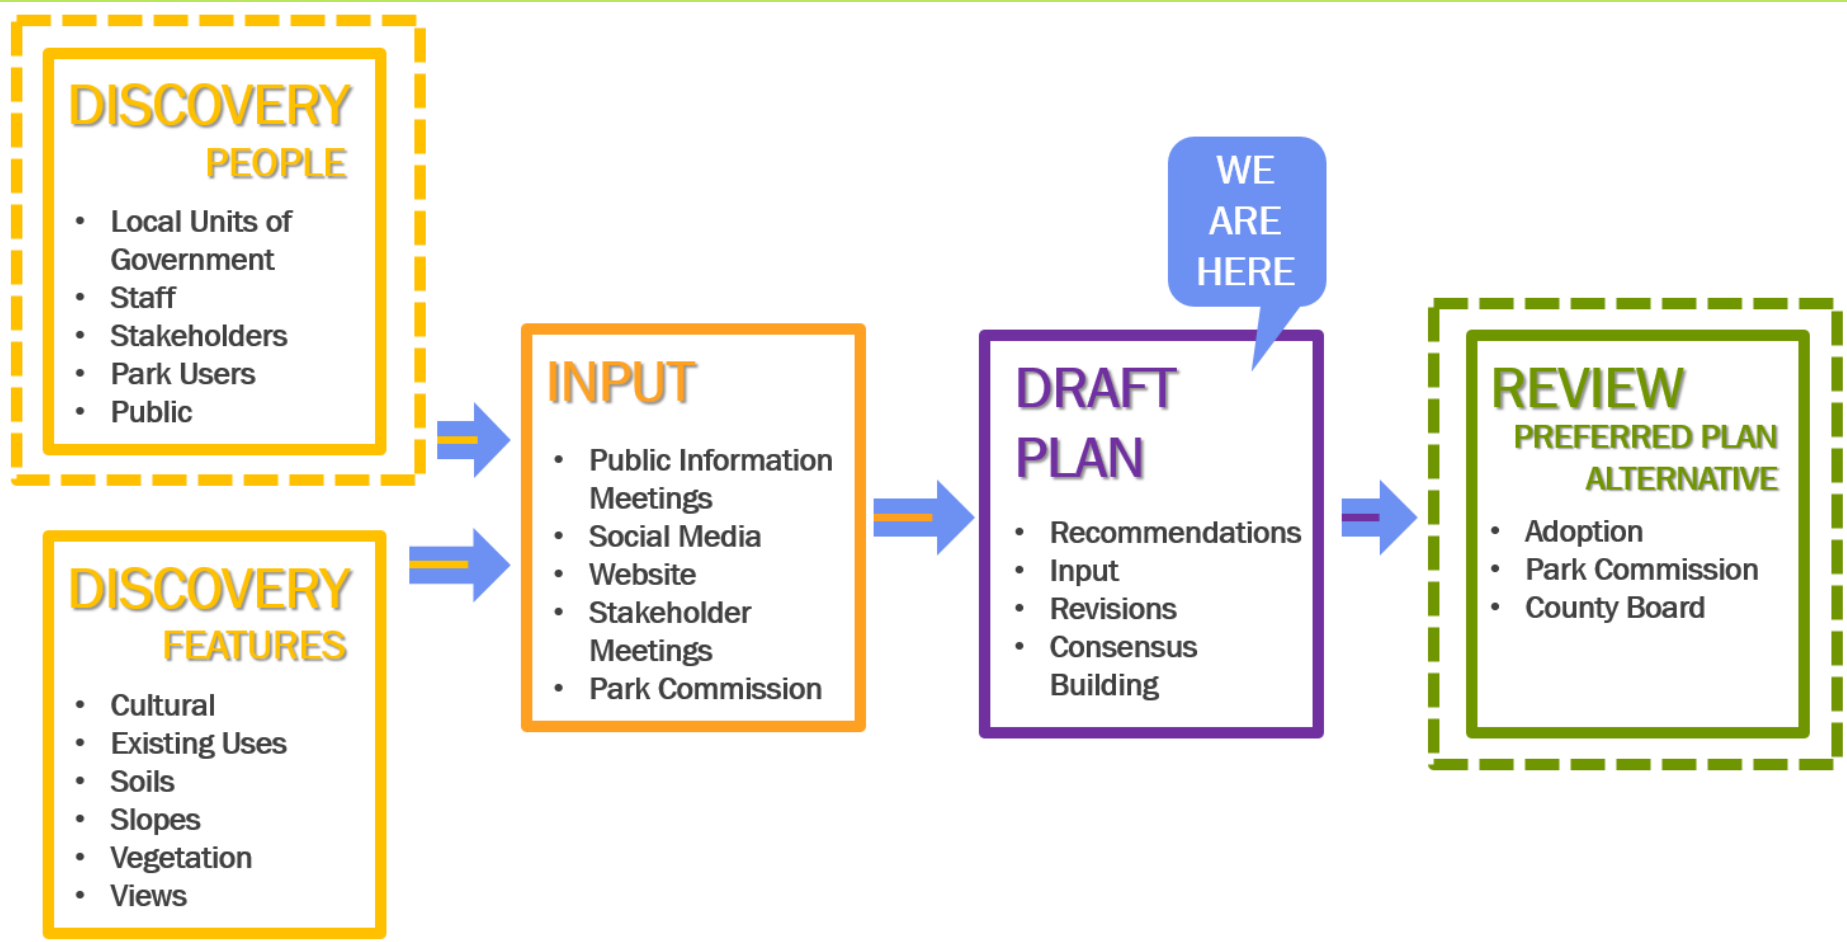 DISCOVERY
PEOPLE
• Local Units of
Government
• Staff
• Stakeholders
• Park Users
• Public
DISCOVERY
FEATURES
• Cultural
• Existing Uses
• Soils
• Slopes
• Vegetation
• Views
INPUT
• Public Information
Meetings
• Social Media
• Website
• Stakeholder
Meetings
• Park Commission
WE
ARE
HERE
DRAFT
PLAN
• Recommendations
• Input
• Revisions
• Consensus
Building
REVIEW
PREFERRED PLAN
ALTERNATIVE
• Adoption
• Park Commission
• County Board